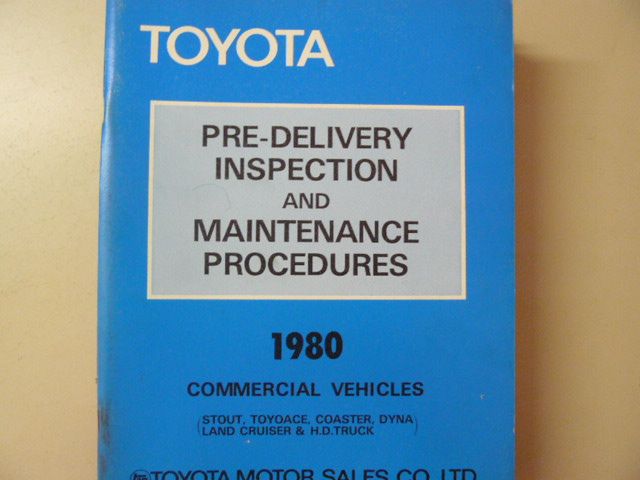 TOYOTA
PRE-DELIVERY
INSPECTION
AND
MAINTENANCE
PROCEDURES
1980
COMMERCIAL VEHICLES
(STOUT, TOYOACE, COASTER, DYNA
LAND CRUISER & H.D.TRUCK)
TOYOTA MOTOR SALES CO., LTD.